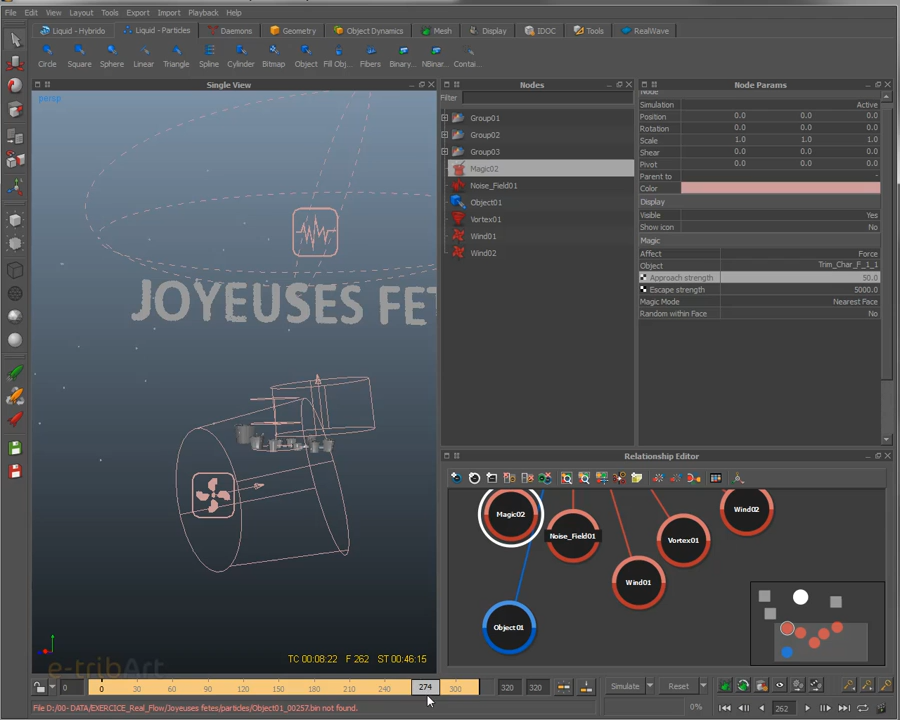 File Edit View Layout Tools Export Import Playback Help
Liquid - Hybrido Liquid - Particles Daemons Geometry Object Dynamics Mesh Display IDOC Tools RealWave
Circle Square Sphere Linear Triangle Spline Cylinder Bitmap Object Fill Obj... Fibers Binary... NBinar... Contai...
Single View
persp
JOYEUSES FET
TC 00:08:22 F 262 ST 00:46:15
e-tribArt
Nodes
Filter
Group01
Group02
Group03
Magic02
Noise_Field01
Object01
Vortex01
Wind01
Wind02
Node Params
Node
Simulation Active
Position 0.0 0.0 0.0
Rotation 0.0 0.0 0.0
Scale 1.0 1.0 1.0
Shear 0.0 0.0 0.0
Pivot 0.0 0.0 0.0
Parent to -
Color
Display
Visible Yes
Show icon No
Magic
Affect Force
Object Trim_Char_F_1_1
Approach strength 50.0
Escape strength 5000.0
Magic Mode Nearest Face
Random within Face No
Relationship Editor
Magic02
Noise_Field01
Wind01
Vortex01
Wind02
Object01
0 0 30 60 90 120 150 180 210 240 274 300 320 320 Simulate Reset
File D:/00- DATA/EXERCICE_Real_Flow/Joyeuses fetes/particles/Object01_00257.bin not found. 0% 262